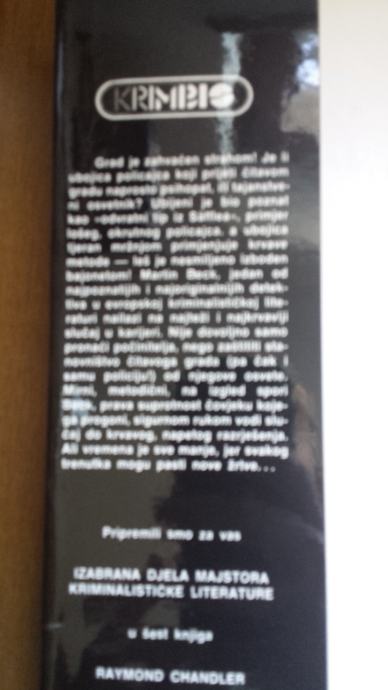 KRIMBIS
Grad je zahvaćen strahom! Je li
ubojica policajca koji prijeti čitavom
gradu naprosto psihopat, ili tajanstve-
ni osvetnik? Ubijeni je bio poznat
kao »odvratni tip iz Säfflea«, primjer
lošeg, okrutnog policajca. a ubojica
tjeran mržnjom primjenjuje krvave
metode — leš je nesmiljeno izboden
bajonetom! Martin Beck, jedan od
najpoznatijih i najoriginalnijih detek-
tiva u evropskoj kriminalističkoj lite-
raturi nailazi na najteži i najkrvaviji
slučaj u karijeri. Nije dovoljno samo
pronaći počinitelja, nego zaštititi sta-
novništvo čitavoga grada (pa čak i
samu policiju!) od njegove osvete.
Mirni, metodični, na izgled spori
Beck, prava suprotnost čovjeku koje-
ga progoni, sigurnom rukom vodi slu-
čaj do krvavog, napetog razrješenja.
Ali vremena je sve manje, jer svakog
trenutka mogu pasti nove žrtve...
Pripremili smo za vas
IZABRANA DJELA MAJSTORA
KRIMINALISTIČKE LITERATURE
u šest knjiga
RAYMOND CHANDLER